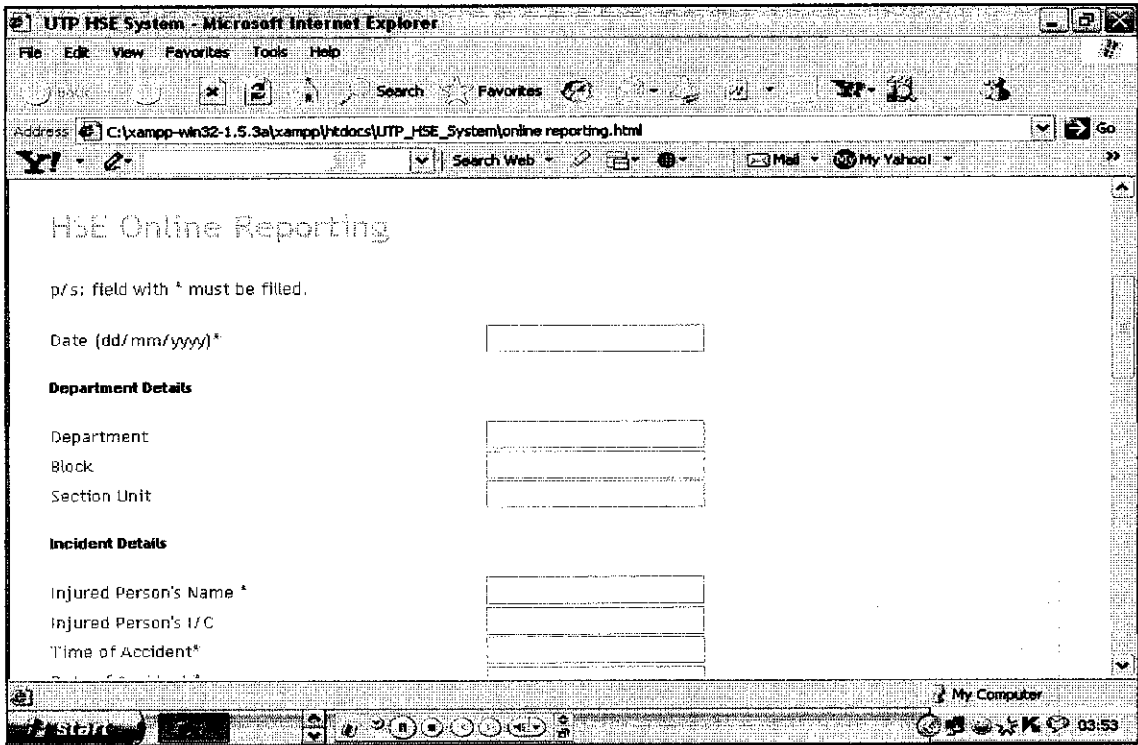 UTP HSE System - Microsoft Internet Explorer
File Edit View Favorites Tools Help
Search Favorites
Address C:\xampp-win32-1.5.3a\xampp\htdocs\UTP_HSE_System\online reporting.html Go
Y! Search Web Mail My Yahoo! >>
HSE Online Reporting
p/s: field with * must be filled.
Date (dd/mm/yyyy)*
Department Details
Department
Block
Section Unit
Incident Details
Injured Person's Name *
Injured Person's I/C
Time of Accident*
My Computer
start 03:53